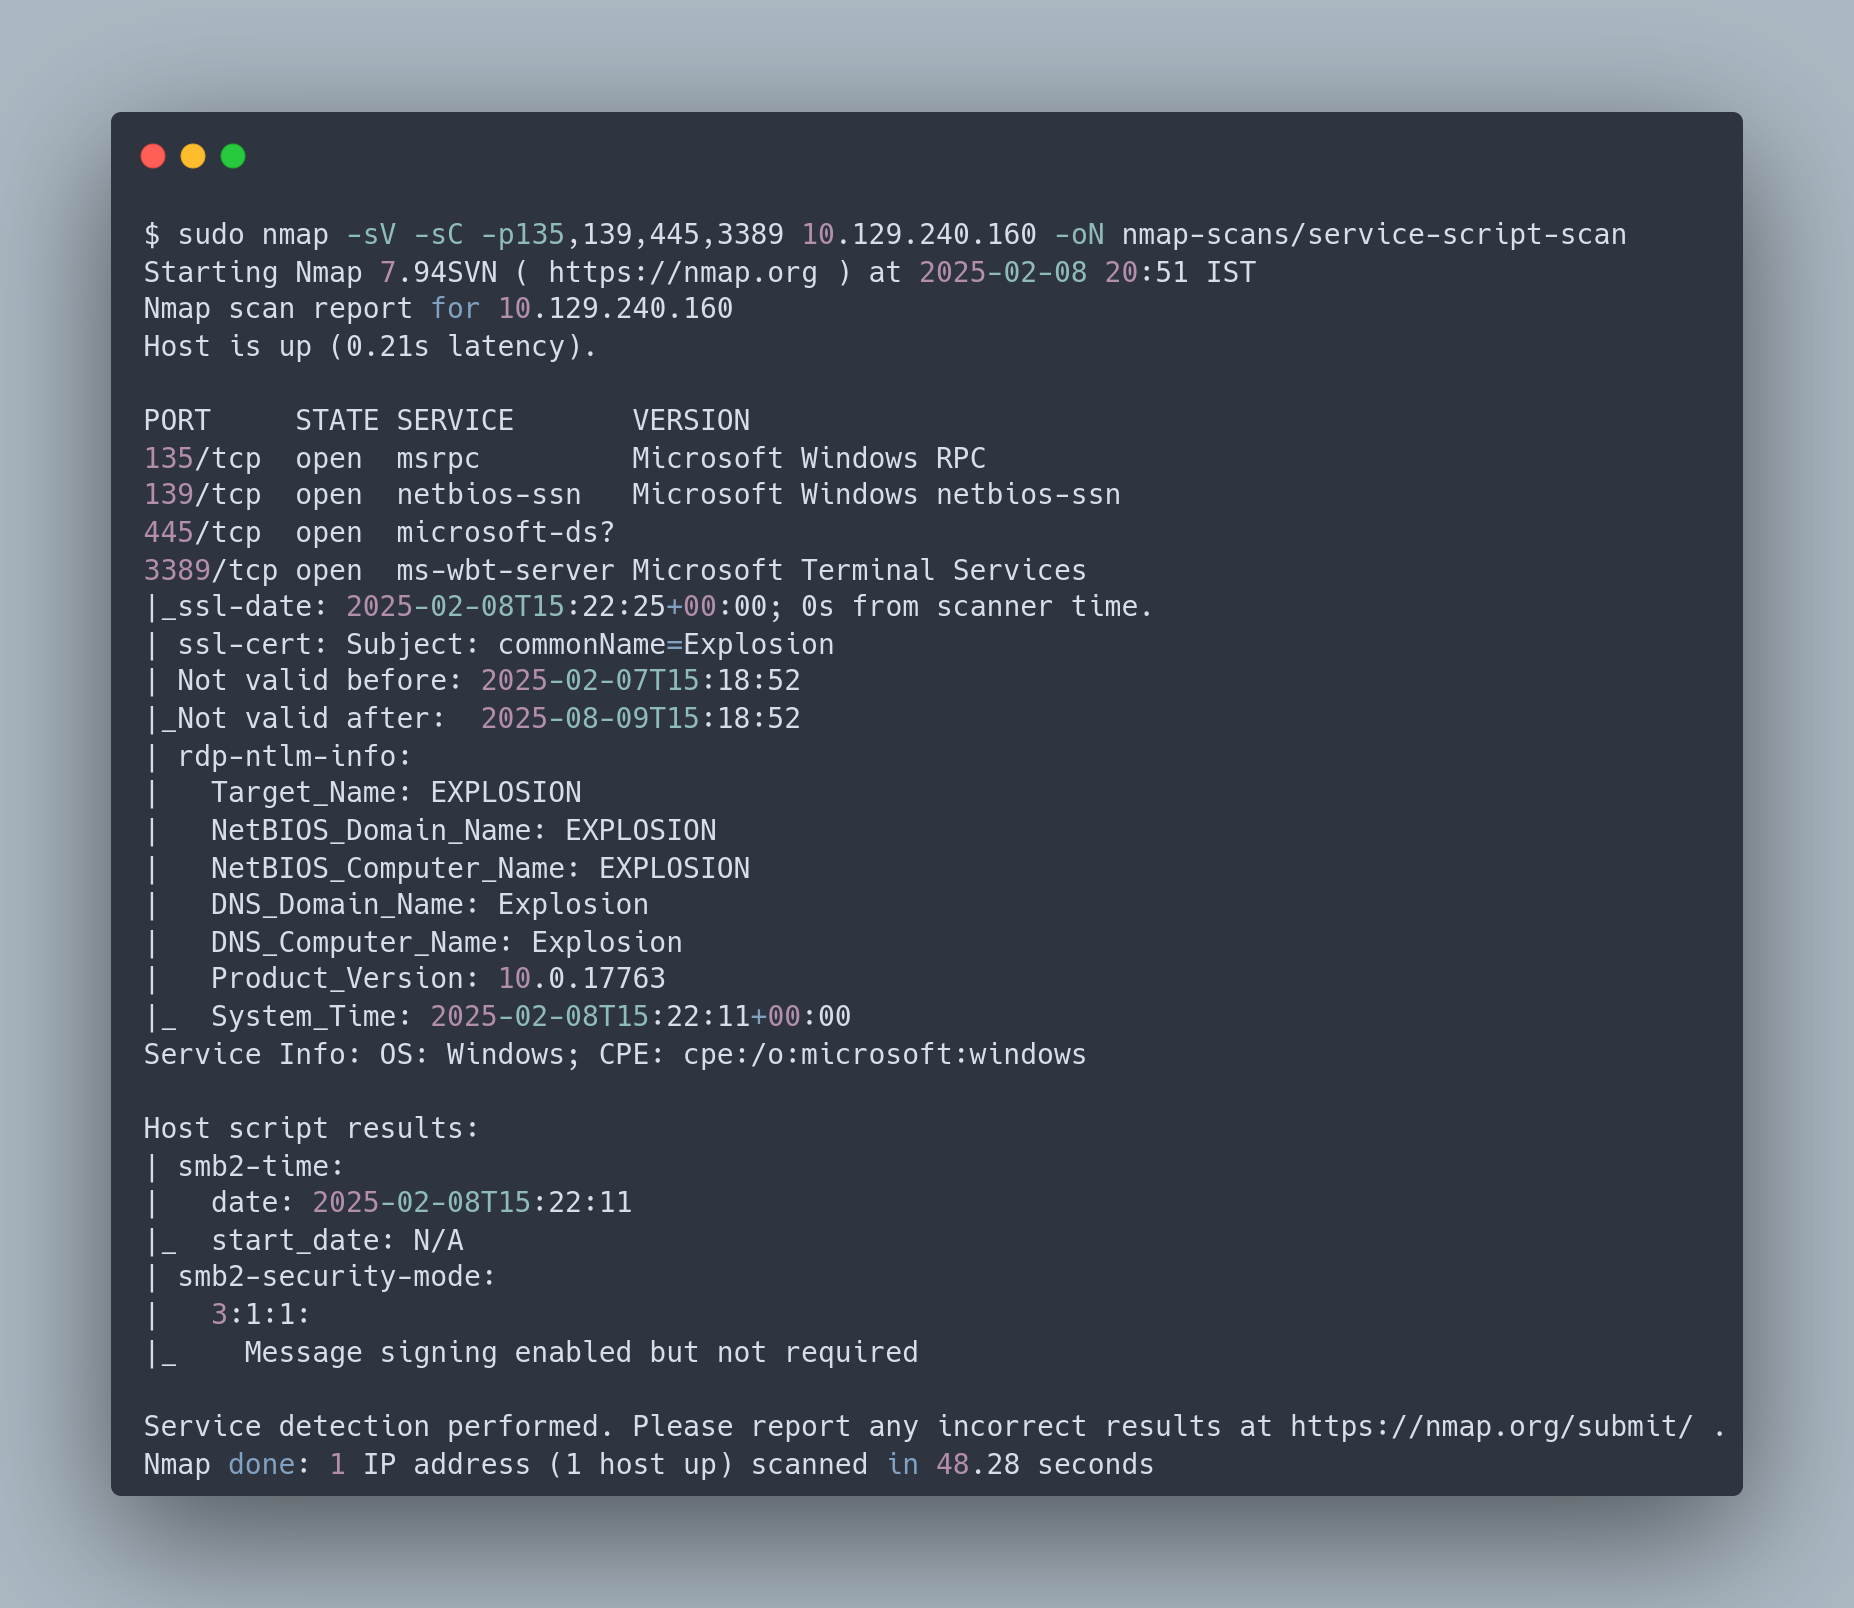 $ sudo nmap -sV -sC -p135,139,445,3389 10.129.240.160 -oN nmap-scans/service-script-scan
Starting Nmap 7.94SVN ( https://nmap.org ) at 2025-02-08 20:51 IST
Nmap scan report for 10.129.240.160
Host is up (0.21s latency).

PORT     STATE SERVICE       VERSION
135/tcp  open  msrpc         Microsoft Windows RPC
139/tcp  open  netbios-ssn   Microsoft Windows netbios-ssn
445/tcp  open  microsoft-ds?
3389/tcp open  ms-wbt-server Microsoft Terminal Services
|_ssl-date: 2025-02-08T15:22:25+00:00; 0s from scanner time.
| ssl-cert: Subject: commonName=Explosion
| Not valid before: 2025-02-07T15:18:52
|_Not valid after:  2025-08-09T15:18:52
| rdp-ntlm-info:
|   Target_Name: EXPLOSION
|   NetBIOS_Domain_Name: EXPLOSION
|   NetBIOS_Computer_Name: EXPLOSION
|   DNS_Domain_Name: Explosion
|   DNS_Computer_Name: Explosion
|   Product_Version: 10.0.17763
|_  System_Time: 2025-02-08T15:22:11+00:00
Service Info: OS: Windows; CPE: cpe:/o:microsoft:windows

Host script results:
| smb2-time:
|   date: 2025-02-08T15:22:11
|_  start_date: N/A
| smb2-security-mode:
|   3:1:1:
|_    Message signing enabled but not required

Service detection performed. Please report any incorrect results at https://nmap.org/submit/ .
Nmap done: 1 IP address (1 host up) scanned in 48.28 seconds